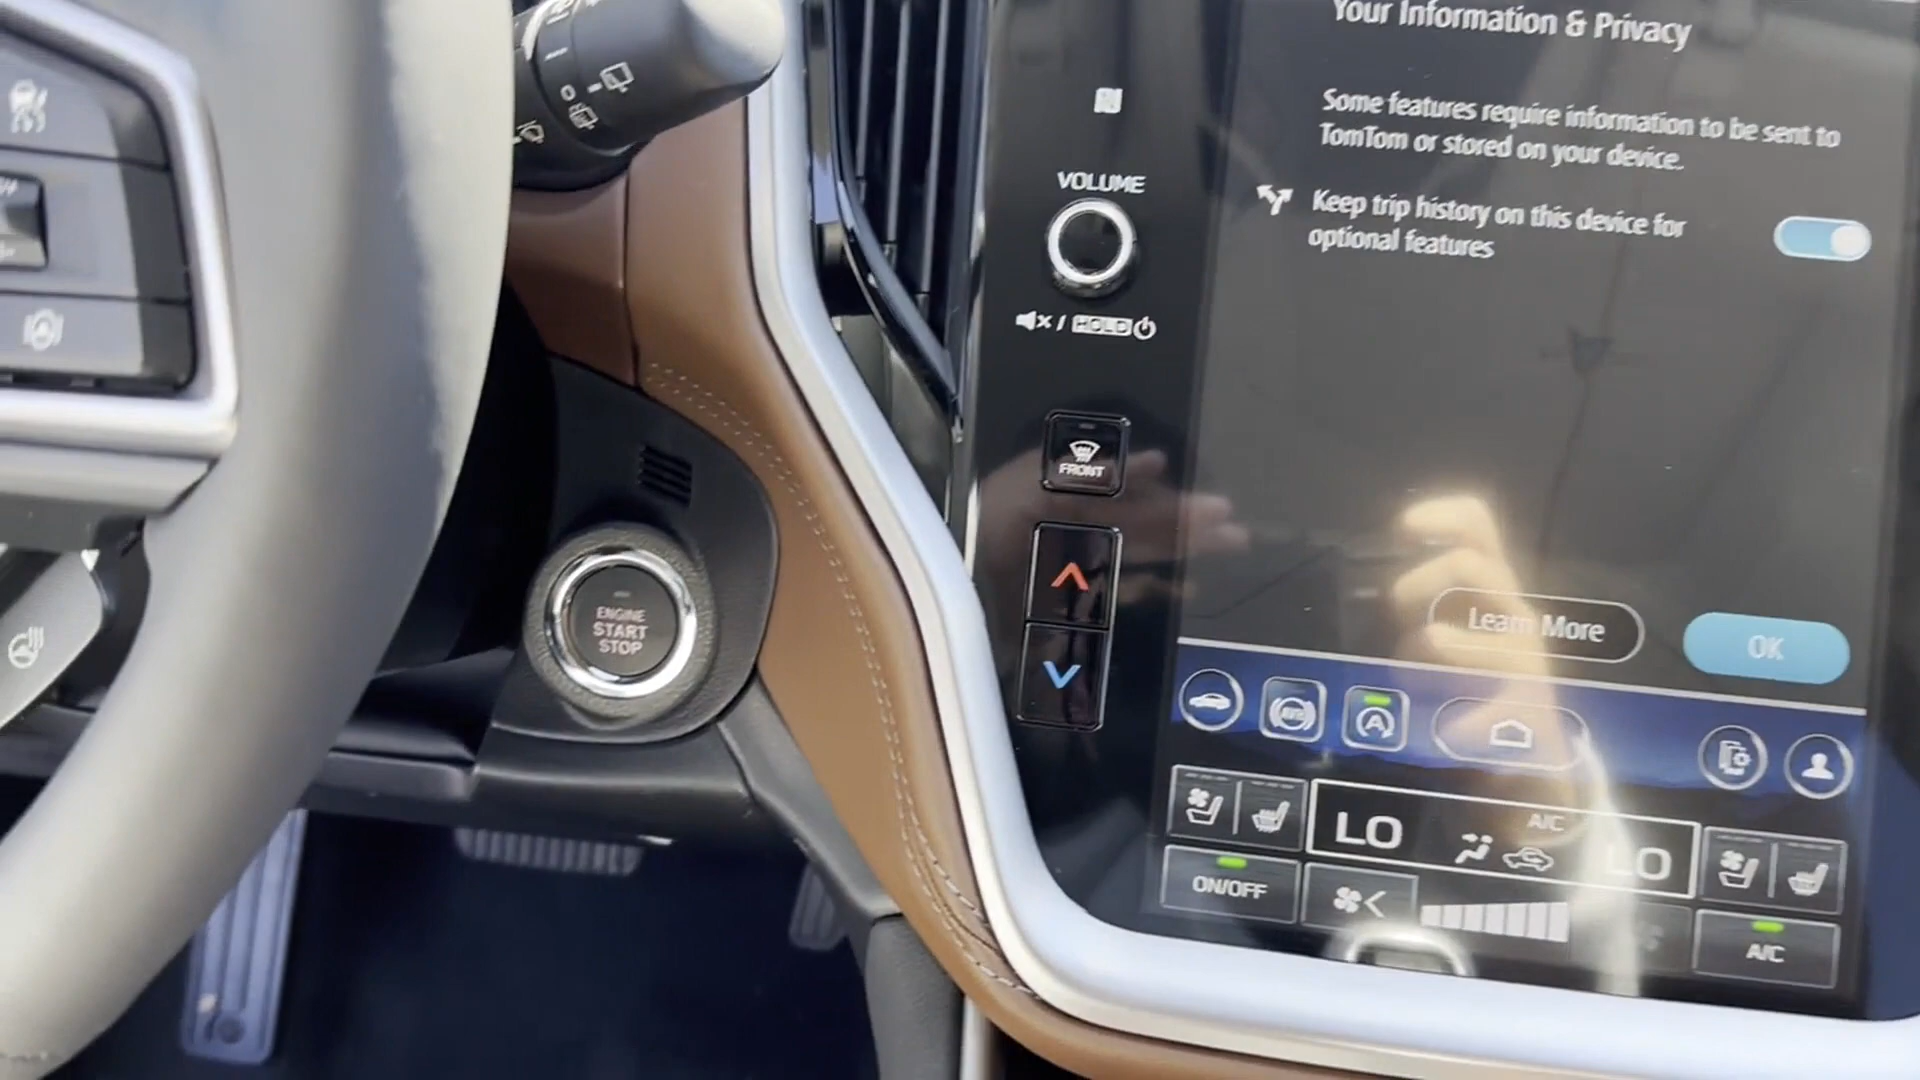 Your Information & Privacy
Some features require information to be sent to
TomTom or stored on your device.
Keep trip history on this device for
optional features
Learn More
OK
VOLUME
/ HOLD
FRONT
ENGINE
START
STOP
LO
A/C
LO
ON/OFF
A/C